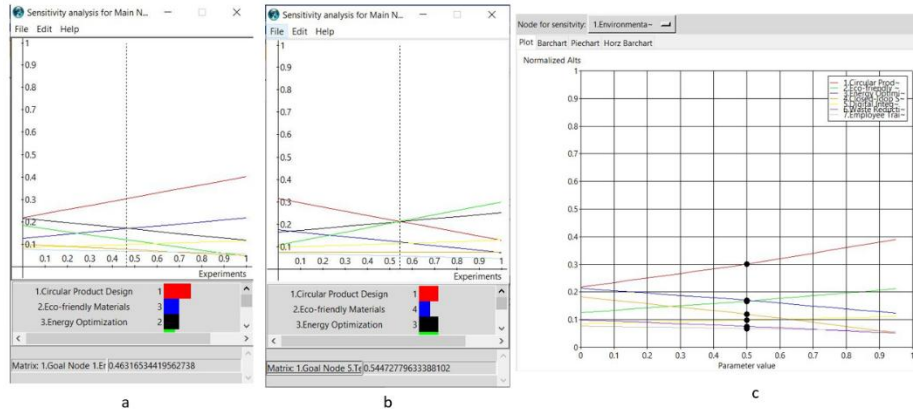 Sensitivity analysis for Main N...
File Edit Help
1
0.9
0.8
0.7
0.6
0.5
0.4
0.3
0.2
0.1
0.1 0.2 0.3 0.4 0.5 0.6 0.7 0.8 0.9 1
Experiments
1.Circular Product Design 1
2.Eco-friendly Materials 3
3.Energy Optimization 2
Matrix: 1.Goal Node 1.Er 0.46316534419562738
a
Sensitivity analysis for Main N...
File Edit Help
1
0.9
0.8
0.7
0.6
0.5
0.4
0.3
0.2
0.1
0.1 0.2 0.3 0.4 0.5 0.6 0.7 0.8 0.9 1
Experiments
1.Circular Product Design 1
2.Eco-friendly Materials 4
3.Energy Optimization 3
Matrix: 1.Goal Node 5.Te 0.54472779633388102
b
Node for sensitivity: 1.Environmenta~
Plot Barchart Piechart Horz Barchart
Normalized Alts
1
0.9
0.8
0.7
0.6
0.5
0.4
0.3
0.2
0.1
0
0 0.1 0.2 0.3 0.4 0.5 0.6 0.7 0.8 0.9 1
Parameter value
1.Circular Prod~
2.Eco-friendly ~
3.Energy Optimi~
4.Closed-loop S~
5.Digital Integ~
6.Waste Reducti~
7.Employee Trai~
c